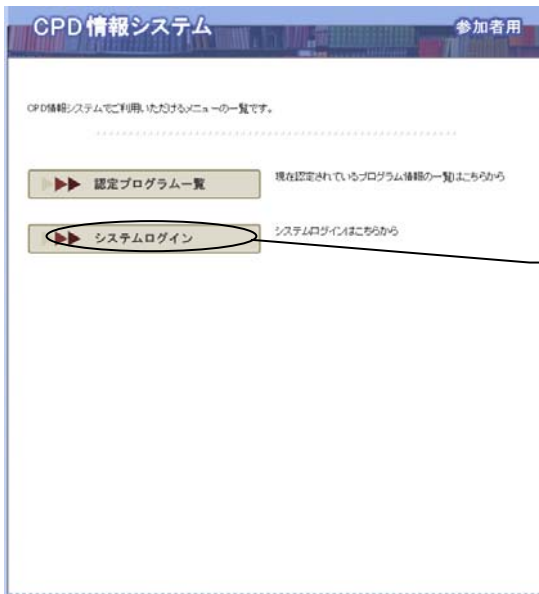 CPD情報システム
参加者用
CPD情報システムでご利用いただけるメニューの一覧です。
認定プログラム一覧
現在認定されているプログラム情報の一覧はこちらから
システムログイン
システムログインはこちらから